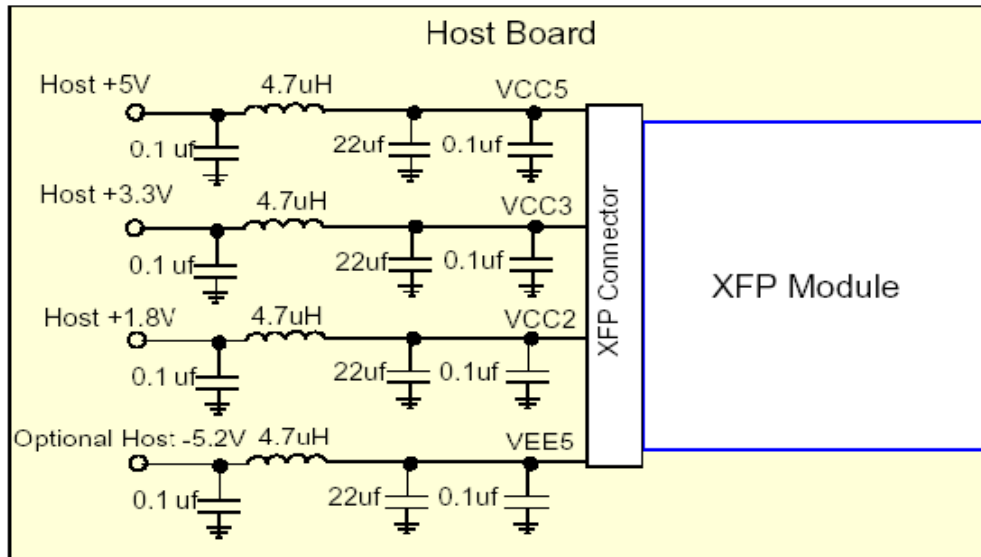 Host Board
Host +5V
4.7uH
VCC5
0.1 uf
22uf
0.1uf
Host +3.3V
4.7uH
VCC3
0.1 uf
22uf
0.1uf
Host +1.8V
4.7uH
VCC2
0.1 uf
22uf
0.1uf
Optional Host -5.2V
4.7uH
VEE5
0.1 uf
22uf
0.1uf
XFP Connector
XFP Module